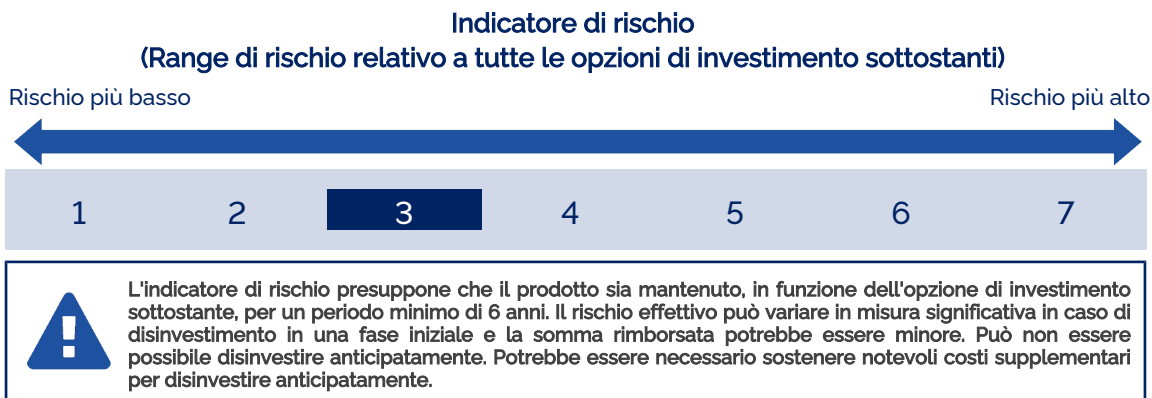 Indicatore di rischio
(Range di rischio relativo a tutte le opzioni di investimento sottostanti)
Rischio più basso Rischio più alto
1 2 3 4 5 6 7
L'indicatore di rischio presuppone che il prodotto sia mantenuto, in funzione dell'opzione di investimento
sottostante, per un periodo minimo di 6 anni. Il rischio effettivo può variare in misura significativa in caso di
disinvestimento in una fase iniziale e la somma rimborsata potrebbe essere minore. Può non essere
possibile disinvestire anticipatamente. Potrebbe essere necessario sostenere notevoli costi supplementari
per disinvestire anticipatamente.